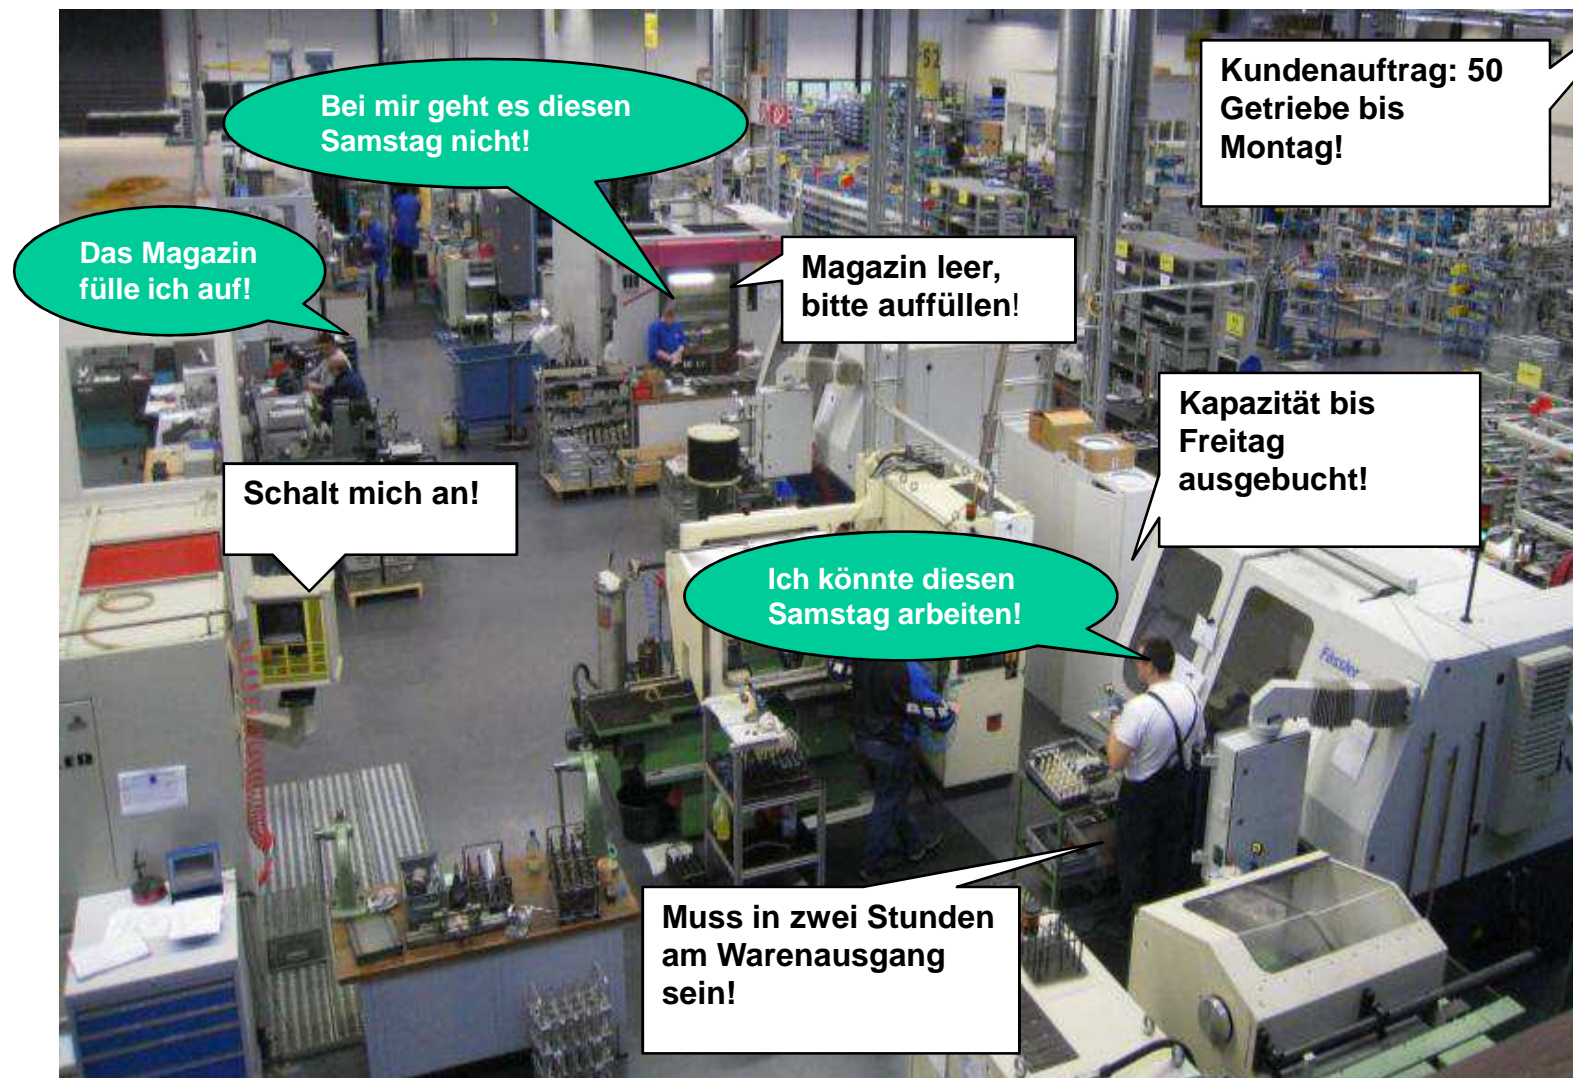 Kundenauftrag: 50
Getriebe bis
Montag!
Bei mir geht es diesen
Samstag nicht!
Das Magazin
fülle ich auf!
Magazin leer,
bitte auffüllen!
Kapazität bis
Freitag
ausgebucht!
Schalt mich an!
Ich könnte diesen
Samstag arbeiten!
Muss in zwei Stunden
am Warenausgang
sein!
52
Fässler